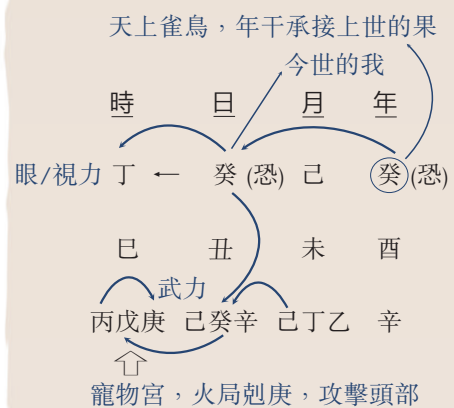 天上雀鳥，年干承接上世的果
今世的我
時 日 月 年
眼/視力 丁 ← 癸 (恐) 己 癸 (恐)
巳 丑 未 酉
武力
丙戊庚 己癸辛 己丁乙 辛
寵物宮，火局剋庚，攻擊頭部